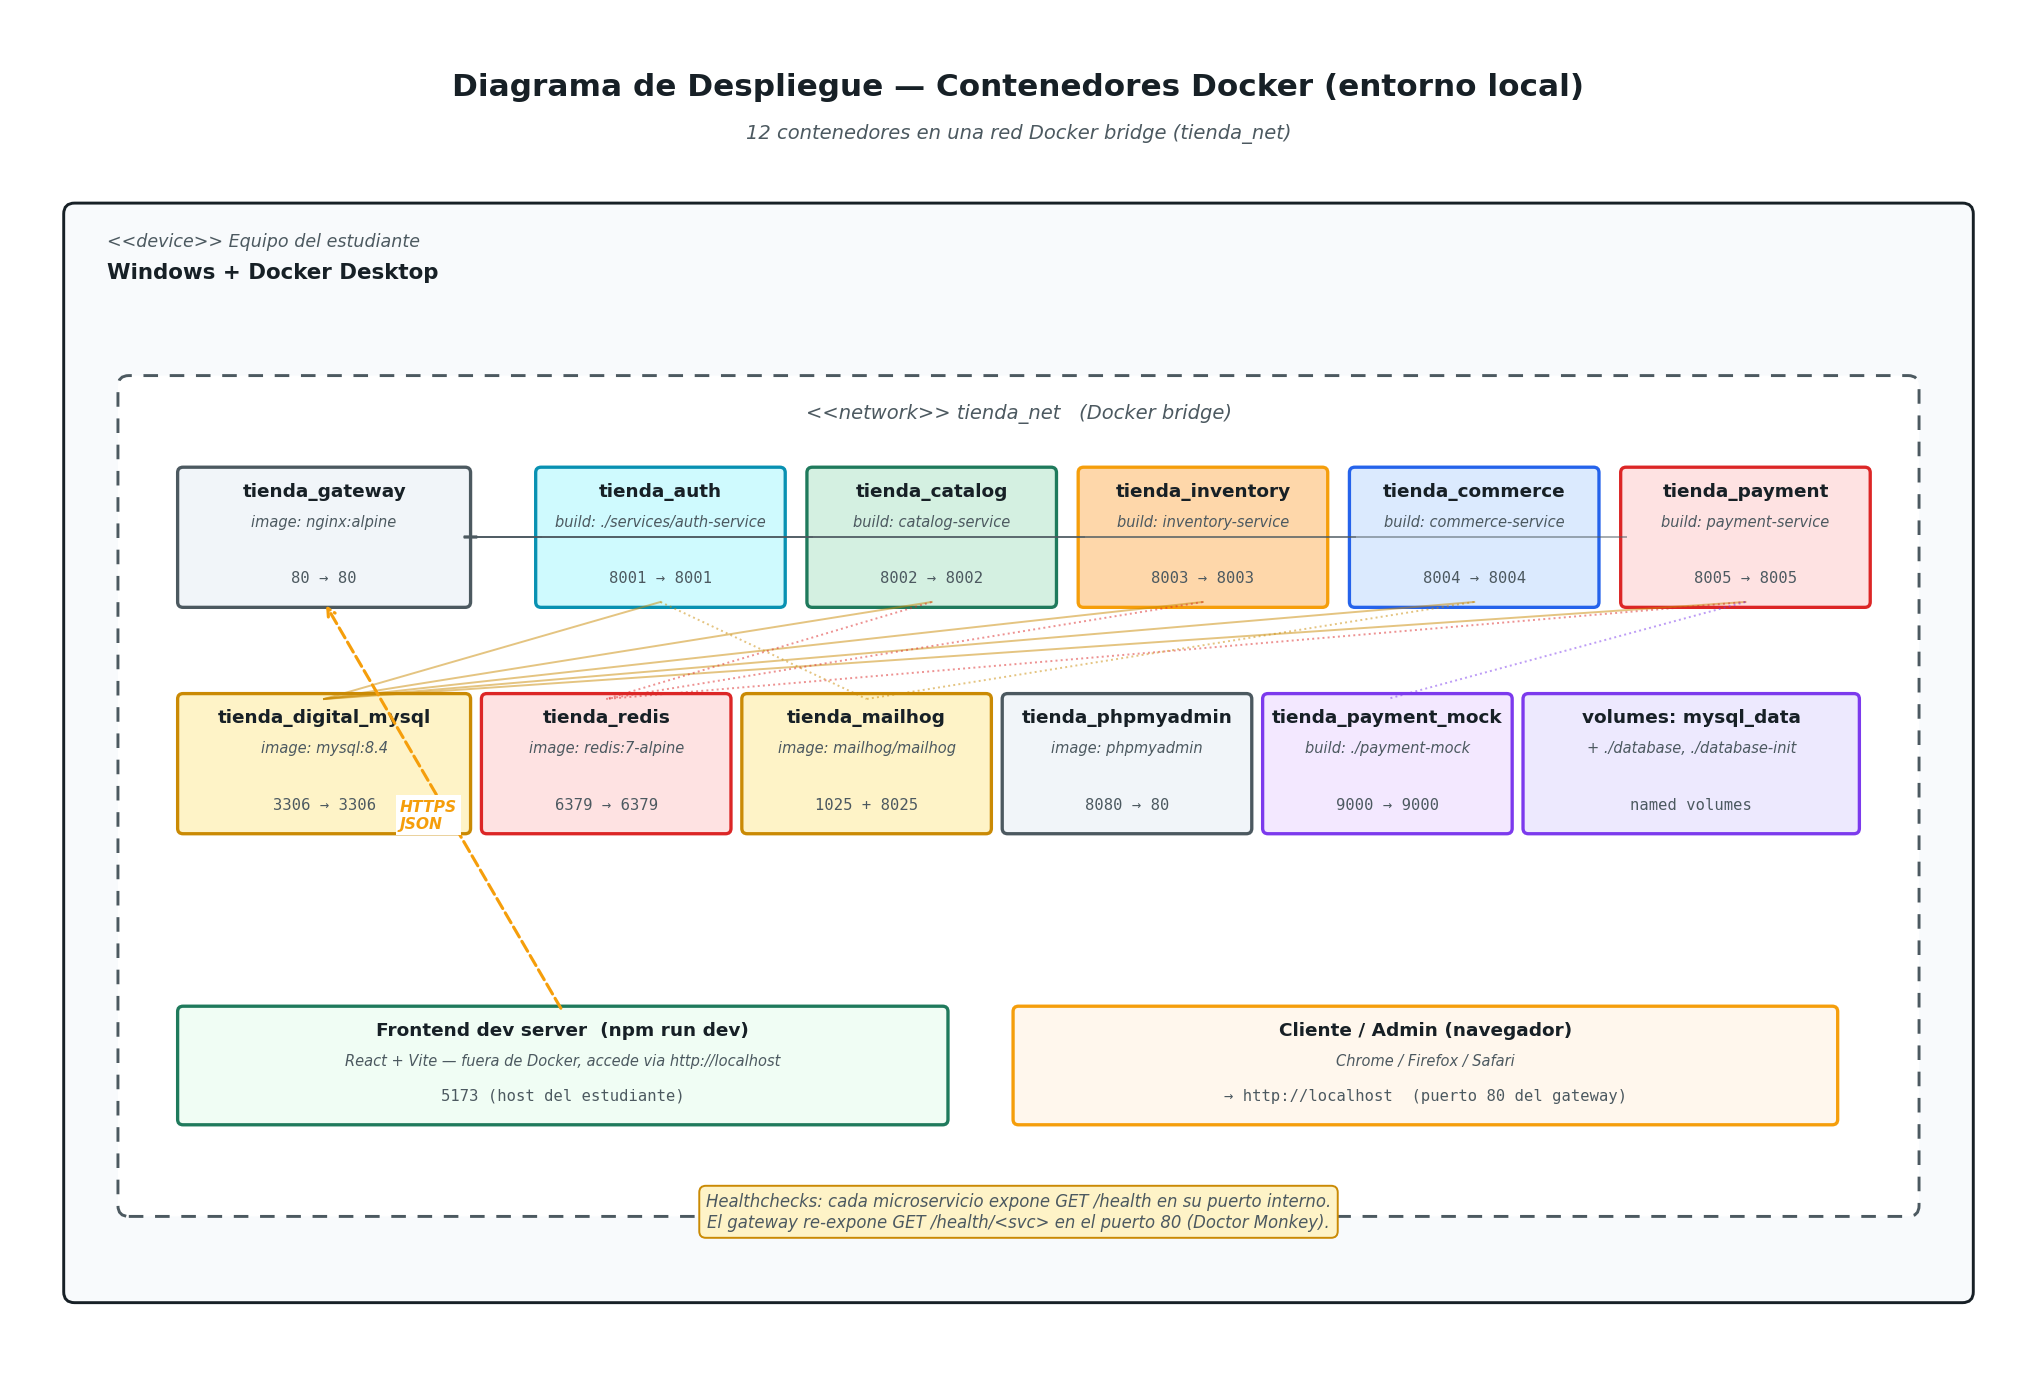 Diagrama de Despliegue — Contenedores Docker (entorno local)
12 contenedores en una red Docker bridge (tienda_net)
<<device>> Equipo del estudiante
Windows + Docker Desktop
<<network>> tienda_net   (Docker bridge)
tienda_gateway
image: nginx:alpine
80 → 80
tienda_auth
build: ./services/auth-service
8001 → 8001
tienda_catalog
build: catalog-service
8002 → 8002
tienda_inventory
build: inventory-service
8003 → 8003
tienda_commerce
build: commerce-service
8004 → 8004
tienda_payment
build: payment-service
8005 → 8005
tienda_digital_mysql
image: mysql:8.4
3306 → 3306
HTTPS
JSON
tienda_redis
image: redis:7-alpine
6379 → 6379
tienda_mailhog
image: mailhog/mailhog
1025 + 8025
tienda_phpmyadmin
image: phpmyadmin
8080 → 80
tienda_payment_mock
build: ./payment-mock
9000 → 9000
volumes: mysql_data
+ ./database, ./database-init
named volumes
Frontend dev server  (npm run dev)
React + Vite — fuera de Docker, accede via http://localhost
5173 (host del estudiante)
Cliente / Admin (navegador)
Chrome / Firefox / Safari
→ http://localhost  (puerto 80 del gateway)
Healthchecks: cada microservicio expone GET /health en su puerto interno.
El gateway re-expone GET /health/<svc> en el puerto 80 (Doctor Monkey).